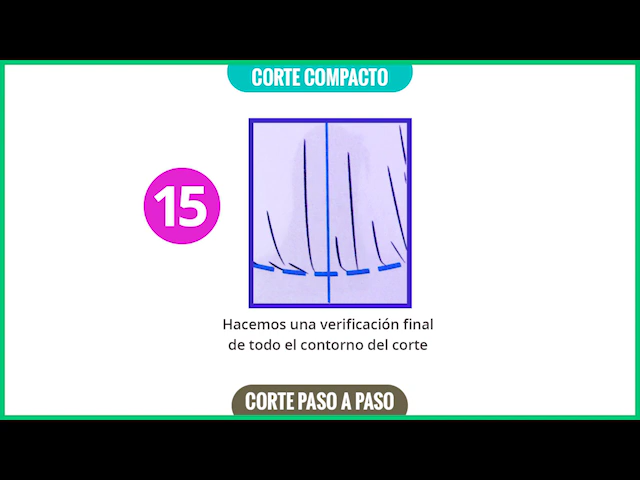 CORTE COMPACTO
15
Hacemos una verificación final
de todo el contorno del corte
CORTE PASO A PASO